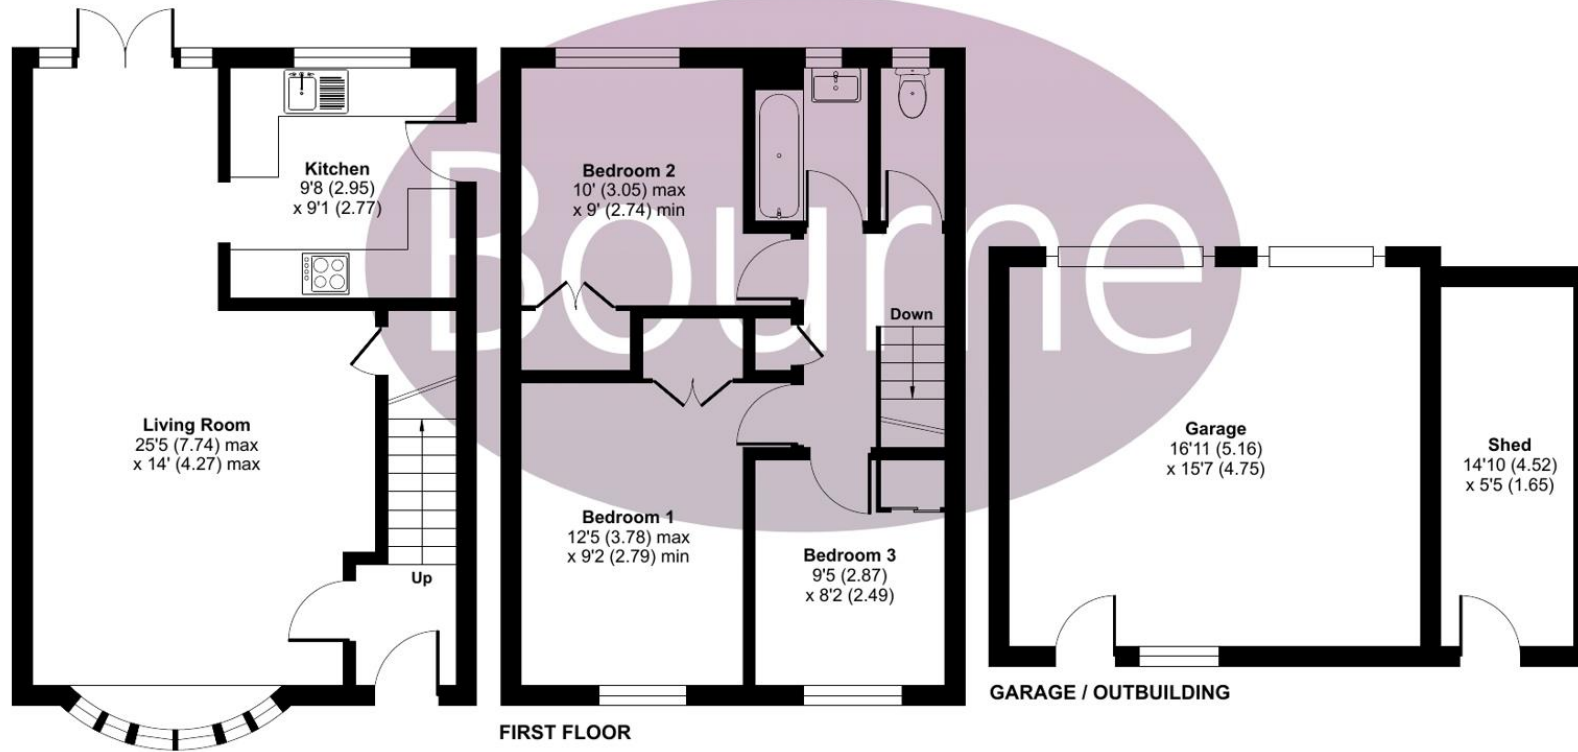 Bourne
Kitchen
9'8 (2.95)
x 9'1 (2.77)
Living Room
25'5 (7.74) max
x 14' (4.27) max
Up
Bedroom 2
10' (3.05) max
x 9' (2.74) min
Down
Bedroom 1
12'5 (3.78) max
x 9'2 (2.79) min
Bedroom 3
9'5 (2.87)
x 8'2 (2.49)
FIRST FLOOR
Garage
16'11 (5.16)
x 15'7 (4.75)
Shed
14'10 (4.52)
x 5'5 (1.65)
GARAGE / OUTBUILDING